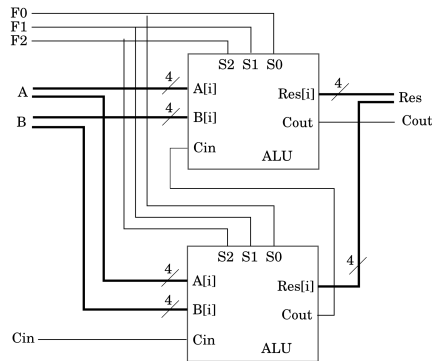 F0
F1
F2
S2 S1 S0
4
A[i]
4
Res[i]
A
Res
4
B[i]
B
Cout
Cout
Cin
ALU
S2 S1 S0
4
A[i]
4
Res[i]
4
B[i]
Cout
Cin
Cin
ALU